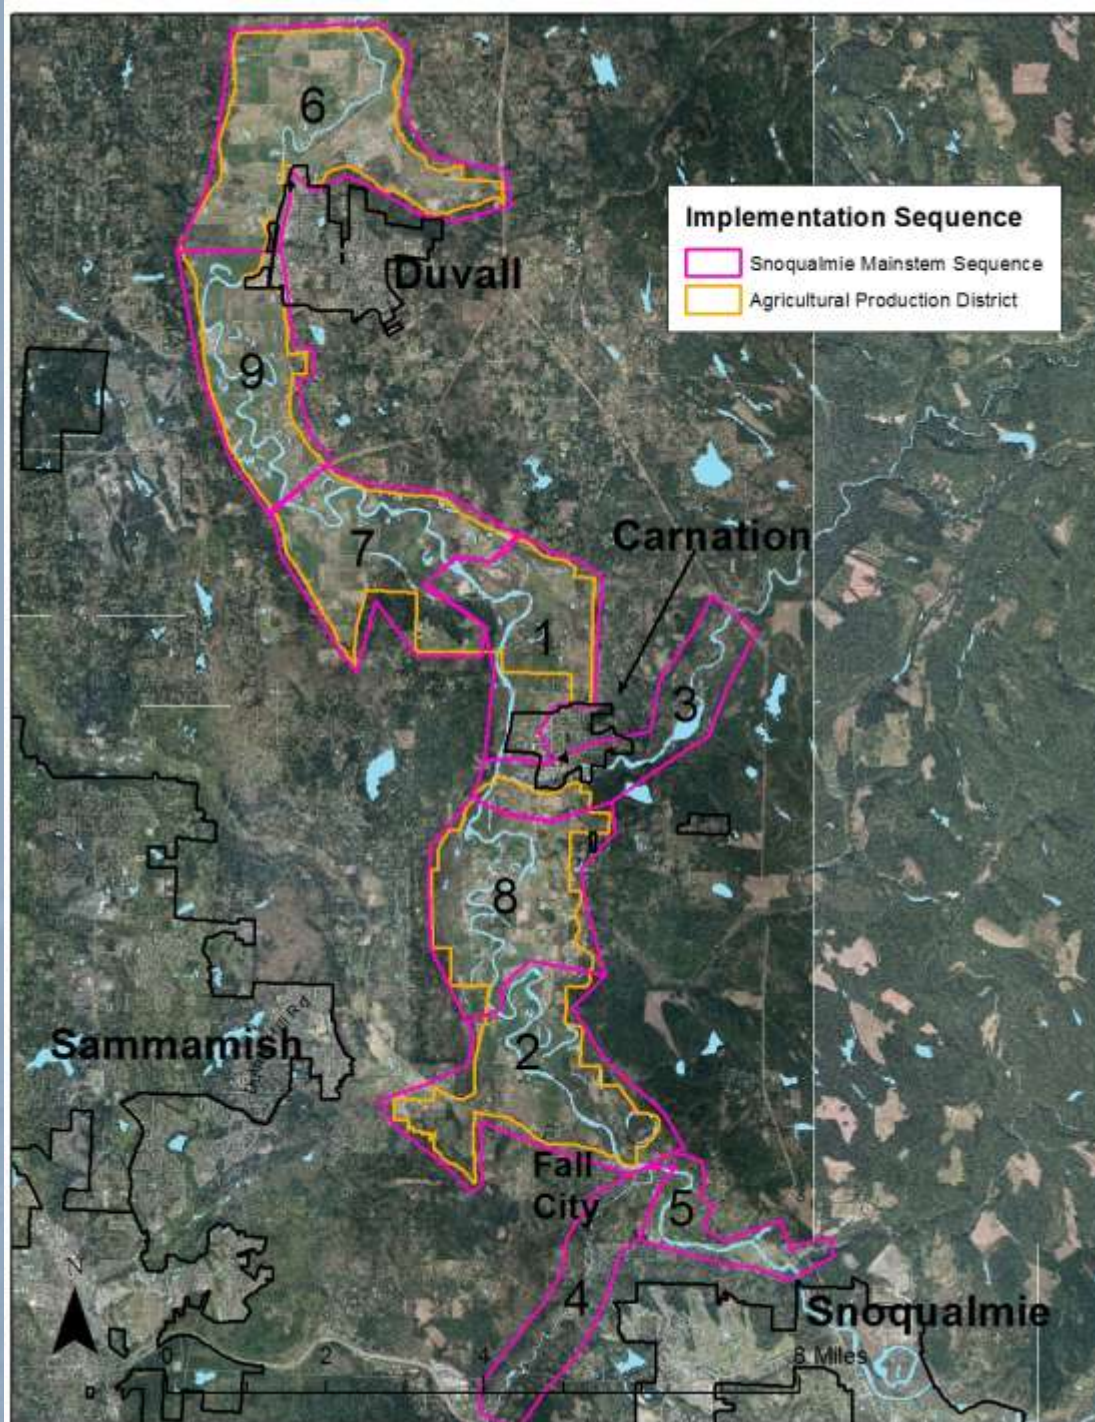 6
Implementation Sequence
Snoqualmie Mainstem Sequence
Agricultural Production District
Duvall
9
Carnation
7
1
3
8
Sammamish
2
Fall
City
5
4
Snoqualmie
N
0 2 4 8 Miles